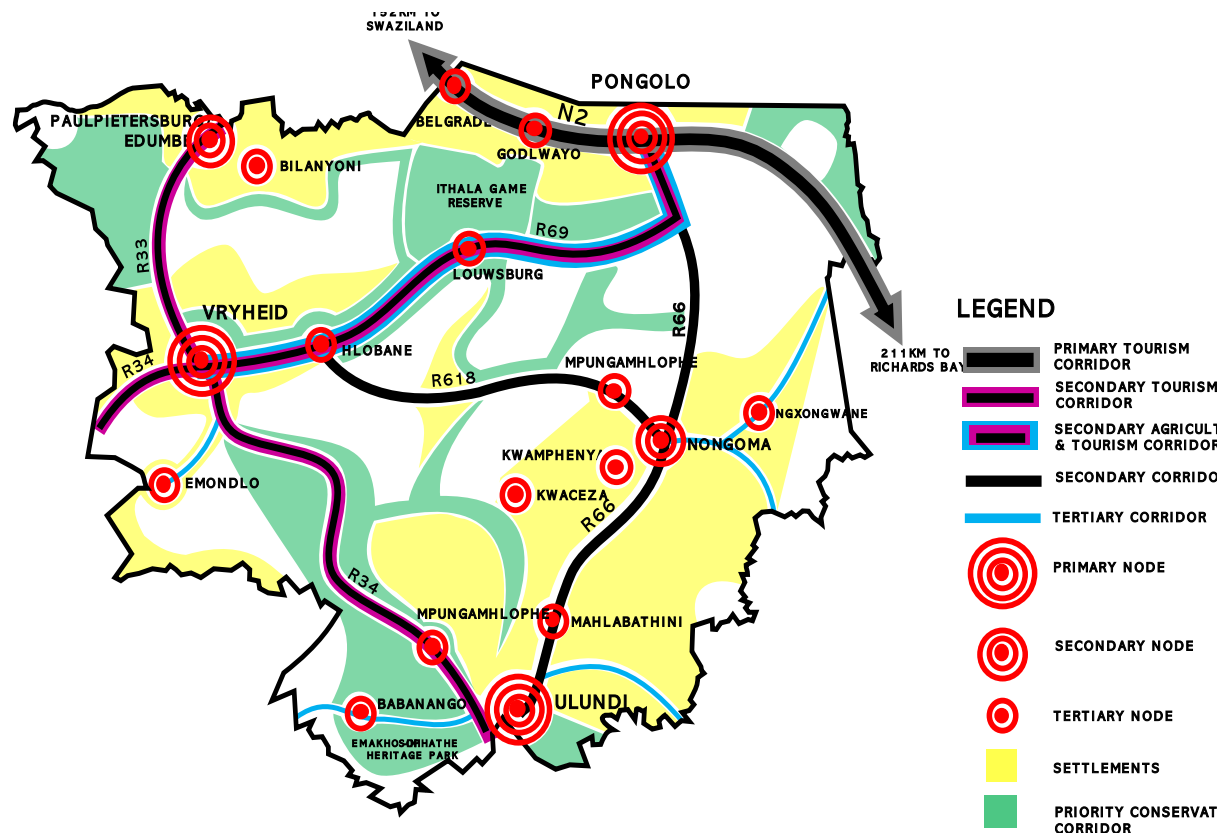 152KM TO
SWAZILAND
PONGOLO
N2
BELGRADE
GODLWAYO
PAULPIETERSBURG
EDUMBE
BILANYONI
ITHALA GAME
RESERVE
R69
R33
LOUWSBURG
VRYHEID
HLOBANE
R34
R66
R618
MPUNGAMHLOPHE
211KM TO
RICHARDS BAY
NGXONGWANE
NONGOMA
KWAMPHENYA
KWACEZA
EMONDLO
R66
R34
MPUNGAMHLOPHE
MAHLABATHINI
BABANANGO
ULUNDI
HERITAGE PARK
LEGEND
PRIMARY TOURISM
CORRIDOR
SECONDARY TOURISM
CORRIDOR
SECONDARY AGRICULT
& TOURISM CORRIDOR
SECONDARY CORRIDO
TERTIARY CORRIDOR
PRIMARY NODE
SECONDARY NODE
TERTIARY NODE
SETTLEMENTS
PRIORITY CONSERVAT
CORRIDOR